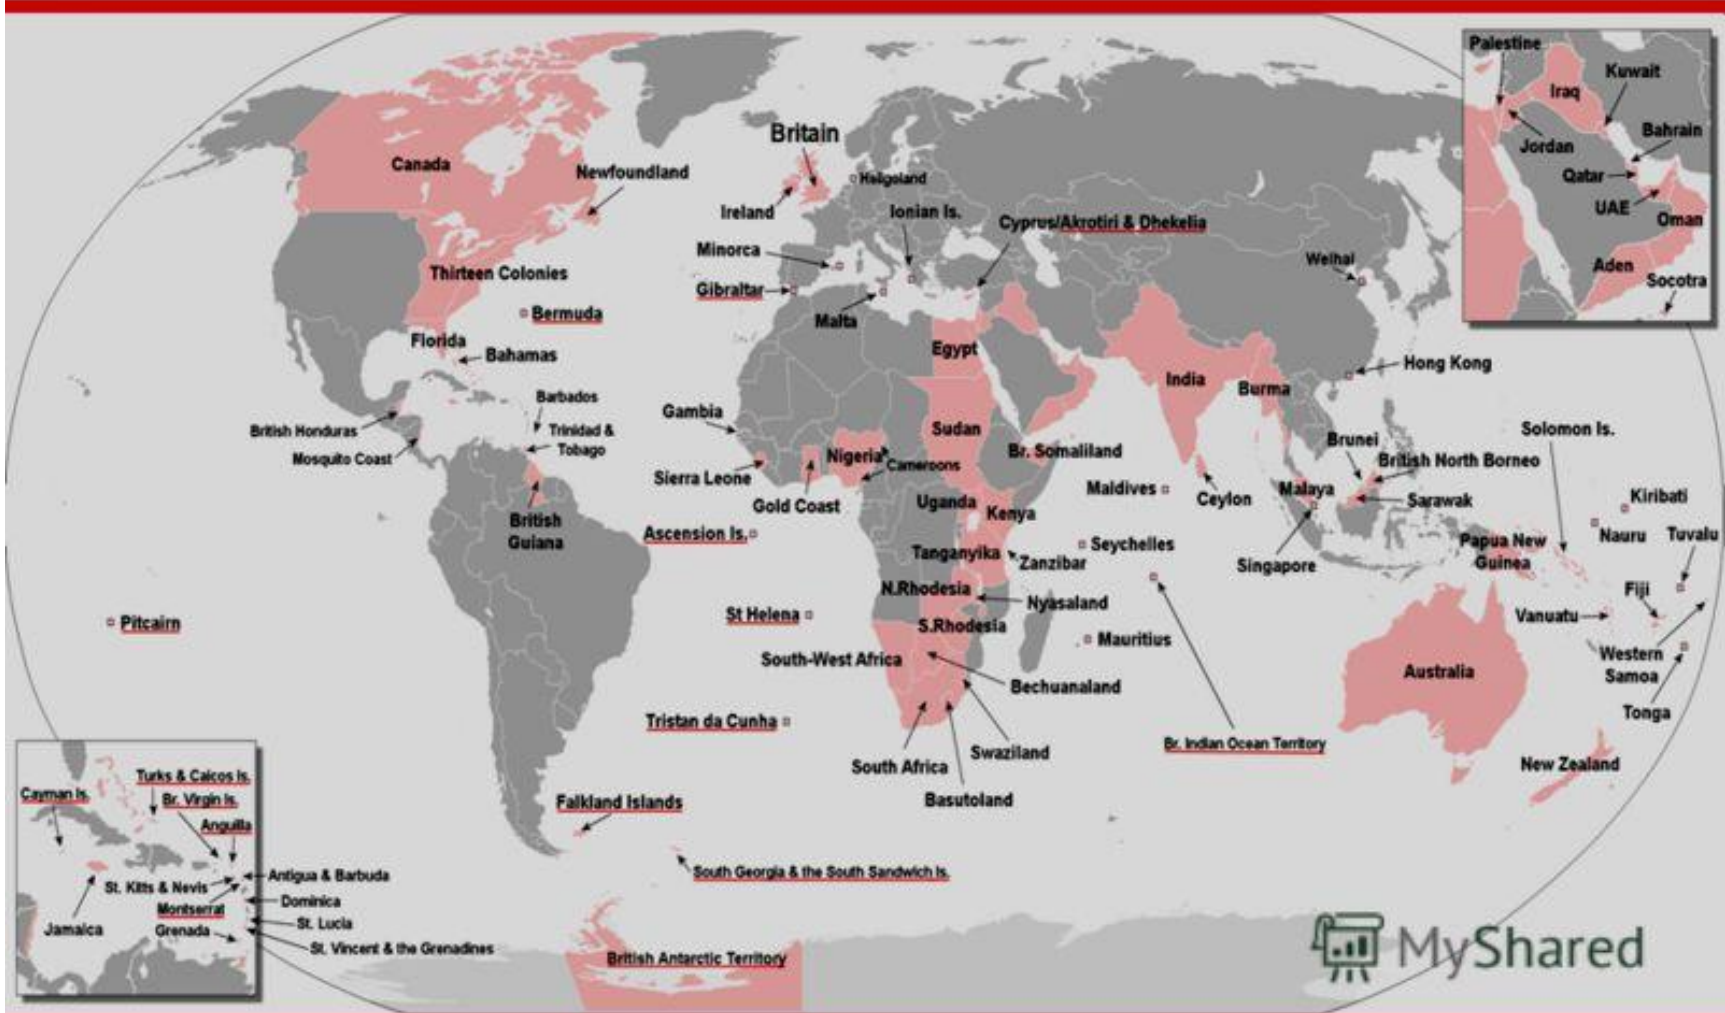 Canada
Newfoundland
Britain
Ireland
Heligoland
Ionian Is.
Minorca
Gibraltar
Malta
Cyprus/Akrotiri & Dhekelia
Weihai
Hong Kong
Thirteen Colonies
Bermuda
Florida
Bahamas
Barbados
Trinidad &
Tobago
British Honduras
Mosquito Coast
British
Guiana
Gambia
Sierra Leone
Gold Coast
Nigeria
Cameroons
Egypt
Sudan
Br. Somaliland
Uganda
Kenya
Tanganyika
Zanzibar
N.Rhodesia
Nyasaland
S.Rhodesia
South-West Africa
Bechuanaland
Swaziland
South Africa
Basutoland
Ascension Is.
St Helena
Tristan da Cunha
Pitcairn
Falkland Islands
South Georgia & the South Sandwich Is.
British Antarctic Territory
India
Burma
Ceylon
Maldives
Seychelles
Mauritius
Br. Indian Ocean Territory
Malaya
Singapore
Brunei
British North Borneo
Sarawak
Solomon Is.
Papua New
Guinea
Kiribati
Nauru
Tuvalu
Fiji
Vanuatu
Western
Samoa
Tonga
Australia
New Zealand
Palestine
Iraq
Kuwait
Bahrain
Jordan
Qatar
UAE
Oman
Aden
Socotra
Turks & Caicos Is.
Cayman Is.
Br. Virgin Is.
Anguilla
Antigua & Barbuda
St. Kitts & Nevis
Montserrat
Dominica
Jamaica
St. Lucia
Grenada
St. Vincent & the Grenadines
MyShared